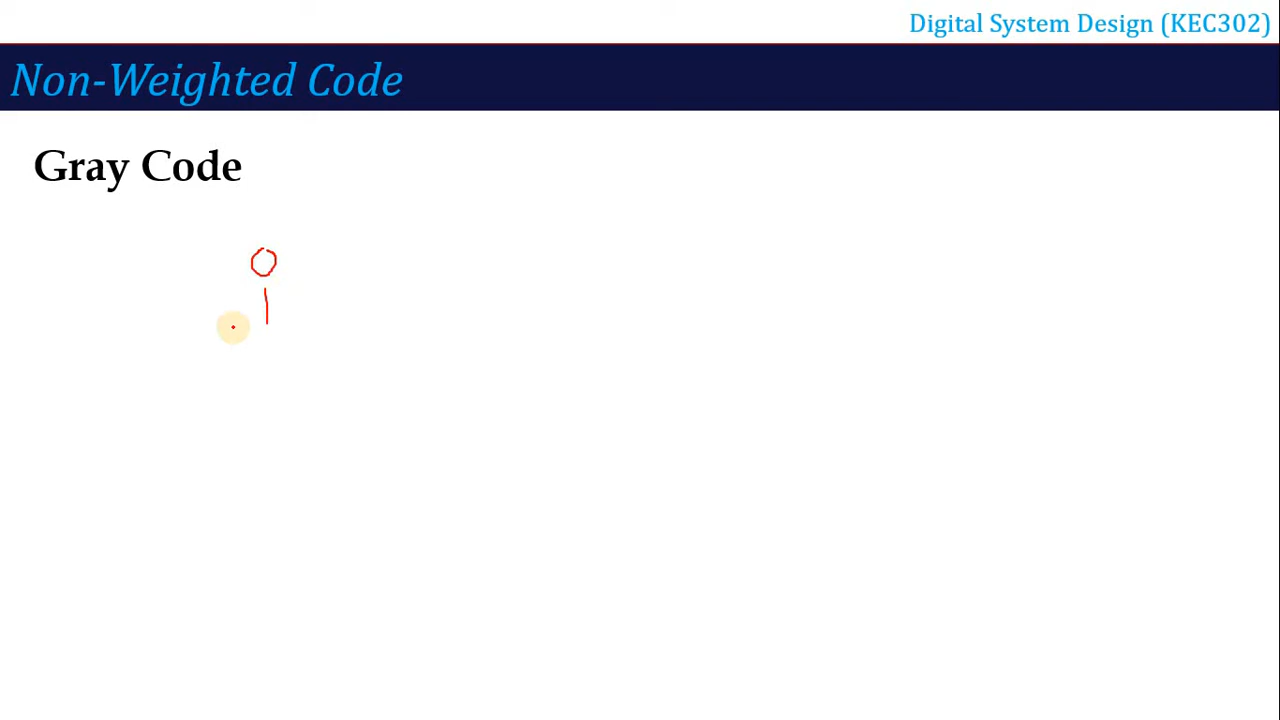 Digital System Design (KEC302)
Non-Weighted Code
Gray Code
0
1